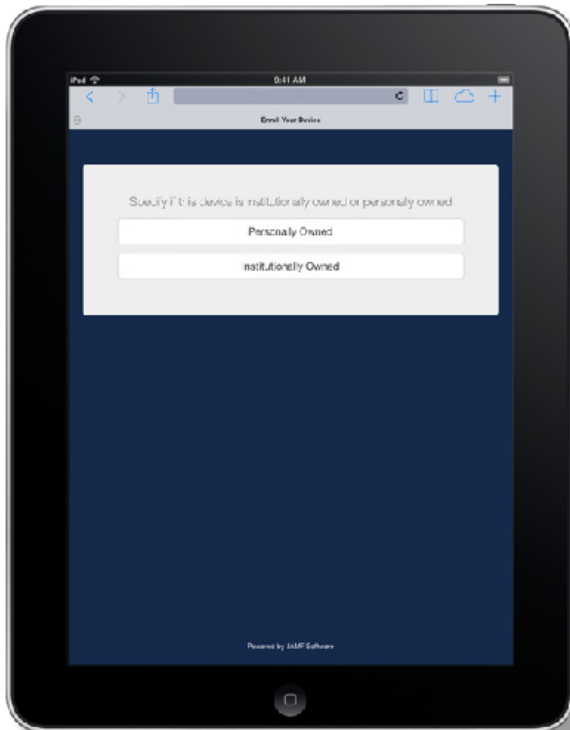 iPad
9:41 AM
Enroll Your Device
Specify if this device is institutionally owned or personally owned
Personally Owned
Institutionally Owned
Powered by JAMF Software